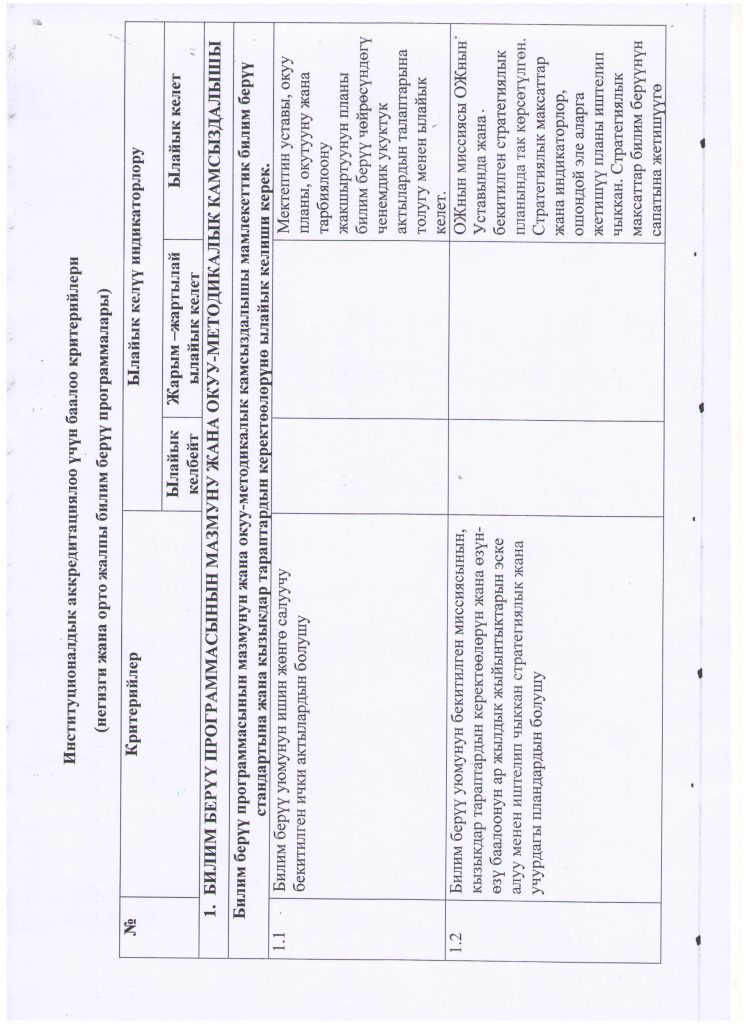 Институционалдык аккредитациялоо үчүн баалоо критерийлери
(негизги жана орто жалпы билим берүү программалары)
№
Критерийлер
Ылайык келүү индикаторлору
Ылайык
келбейт
Жарым –жартылай
ылайык келет
Ылайык келет
1. БИЛИМ БЕРҮҮ ПРОГРАММАСЫНЫН МАЗМУНУ ЖАНА ОКУУ-МЕТОДИКАЛЫК КАМСЫЗДАЛЫШЫ
Билим берүү программасынын мазмунун жана окуу-методикалык камсыздалышы мамлекеттик билим берүү
стандартына жана кызыкдар тараптардын керектөөлөрүнө ылайык келиши керек.
1.1
Билим берүү уюмунун ишин жөнгө салуучу
бекитилген ички актылардын болушу
Мектептин уставы, окуу
планы, окутууну жана
тарбиялоону
жакшыртуунун планы
билим берүү чөйрөсүндөгү
ченемдик укуктук
актылардын талаптарына
толугу менен ылайык
келет.
1.2
Билим берүү уюмунун бекитилген миссиясынын,
кызыкдар тараптардын керектөөлөрүн жана өзүн-
өзү баалоонун ар жылдык жыйынтыктарын эске
алуу менен иштелип чыккан стратегиялык жана
учурдагы пландардын болушу
ОЖнын миссиясы ОЖнын
Уставында жана
бекитилген стратегиялык
планында так көрсөтүлгөн.
Стратегиялык максаттар
жана индикаторлор,
ошондой эле аларга
жетишүү планы иштелип
чыккан. Стратегиялык
максаттар билим берүүнүн
сапатына жетишүүгө